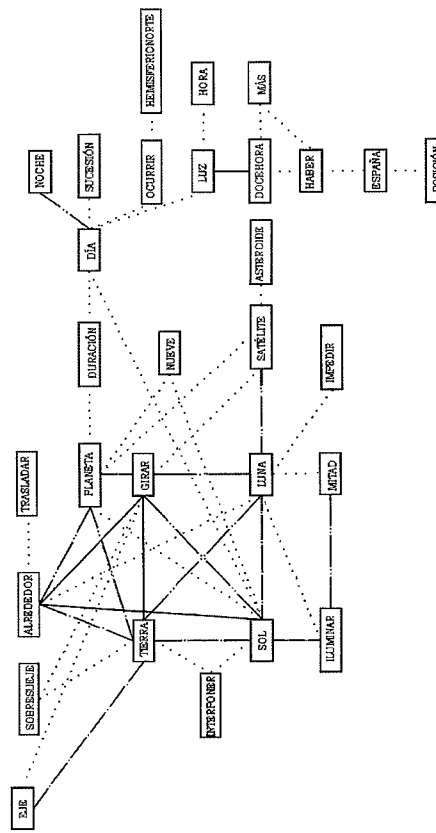 EJE
SOBRESUEJE
ALREDEDOR
TRASLADAR
NOCHE
PLANETA
DURACIÓN
DÍA
SUCESIÓN
TIERRA
GIRAR
OCURRIR
HEMISFERIONORTE
NUEVE
INTERPONER
LUZ
HORA
SOL
LUNA
SATÉLITE
ASTEROIDE
DOCEHORA
MÁS
HABER
ILUMINAR
MITAD
IMPEDIR
ESPAÑA